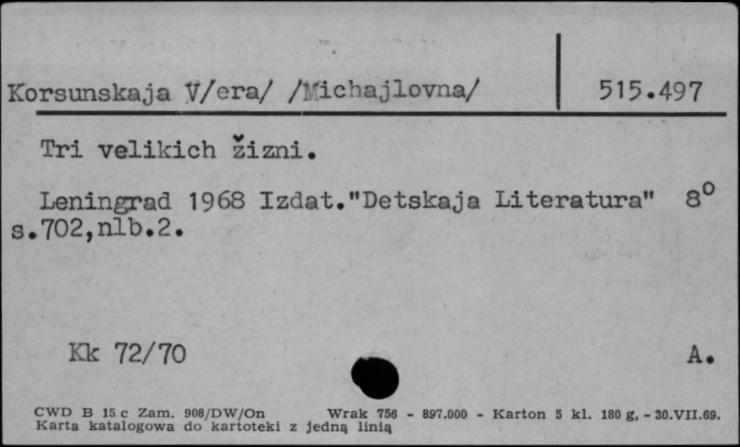 Korsunskaja V/era/ /Michajlovna/ 515.497
Tri velikich žizni.
Leningrad 1968 Izdat."Detskaja Literatura" 8°
s.702,nlb.2.
Kk 72/70 A.
CWD B 15 c Zam. 908/DW/On Wrak 756 - 897.000 - Karton 5 kl. 180 g, - 30.VII.69.
Karta katalogowa do kartoteki z jedną linią